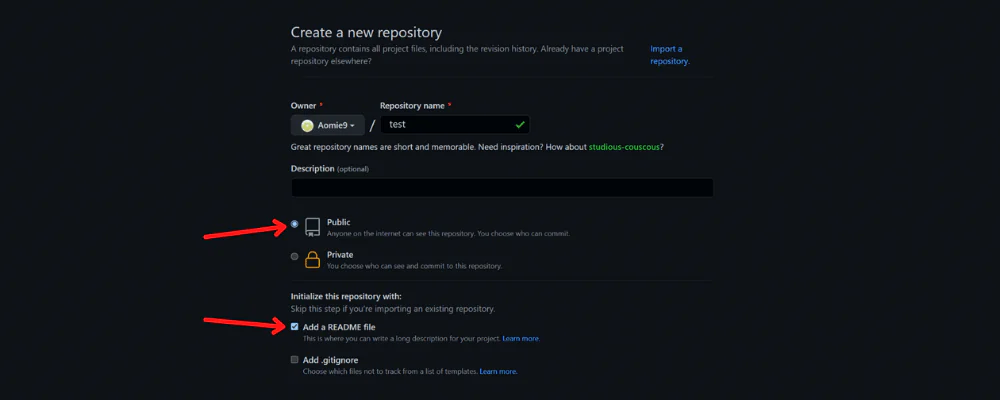 Create a new repository
A repository contains all project files, including the revision history. Already have a project
repository elsewhere?
Import a
repository.
Owner *
Repository name *
Aomie9
/
test
Great repository names are short and memorable. Need inspiration? How about studious-couscous?
Description (optional)
Public
Anyone on the internet can see this repository. You choose who can commit.
Private
You choose who can see and commit to this repository.
Initialize this repository with:
Skip this step if you're importing an existing repository.
Add a README file
This is where you can write a long description for your project. Learn more
Add .gitignore
Choose which files not to track from a list of templates. Learn more.